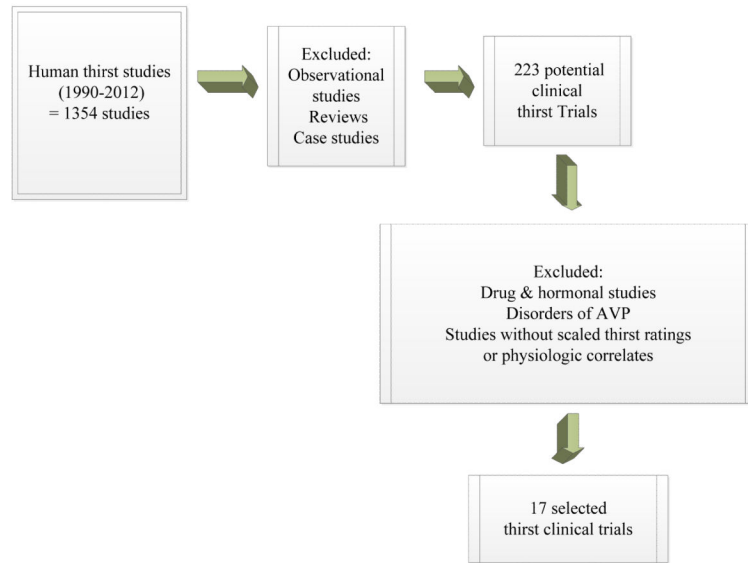 Human thirst studies
(1990-2012)
= 1354 studies
Excluded:
Observational
studies
Reviews
Case studies
223 potential
clinical
thirst Trials
Excluded:
Drug & hormonal studies
Disorders of AVP
Studies without scaled thirst ratings
or physiologic correlates
17 selected
thirst clinical trials